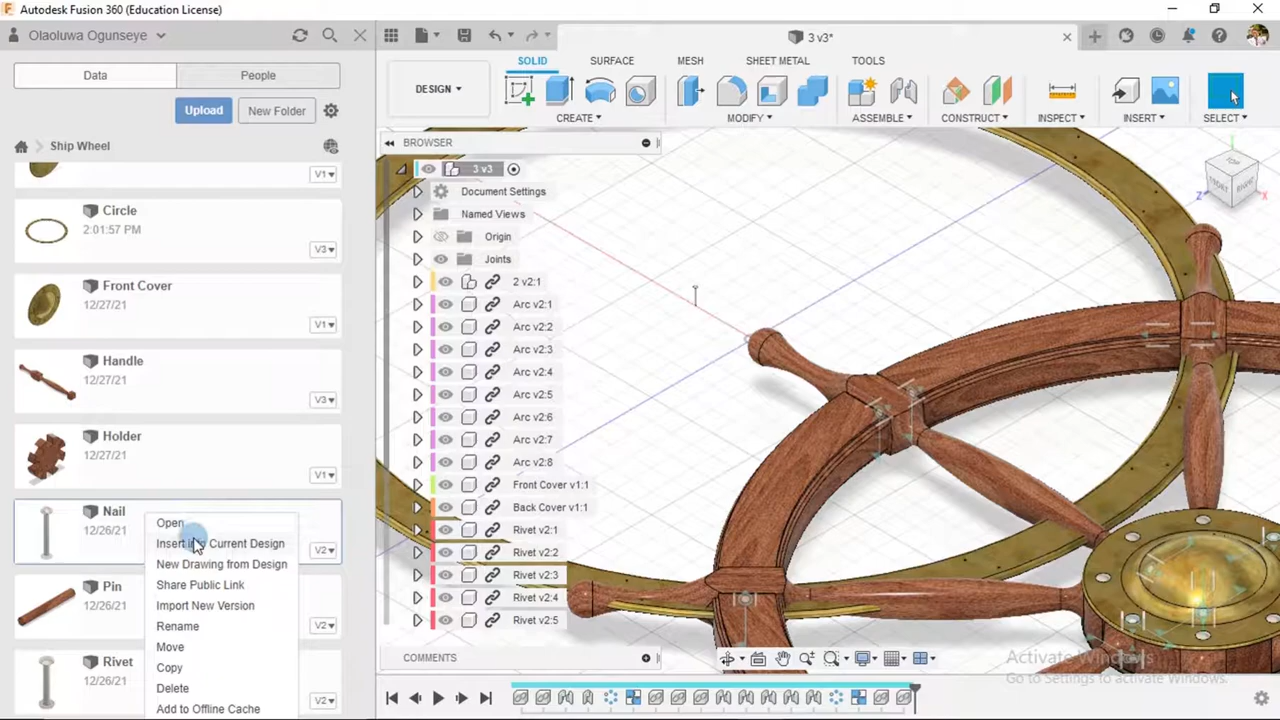 Autodesk Fusion 360 (Education License)
Olaoluwa Ogunseye
3 v3*
Data
People
SOLID
SURFACE
MESH
SHEET METAL
TOOLS
DESIGN
Upload
New Folder
CREATE
MODIFY
ASSEMBLE
CONSTRUCT
INSPECT
INSERT
SELECT
Ship Wheel
BROWSER
3 v3
Document Settings
Named Views
Origin
Joints
2 v2:1
Arc v2:1
Arc v2:2
Arc v2:3
Arc v2:4
Arc v2:5
Arc v2:6
Arc v2:7
Arc v2:8
Front Cover v1:1
Back Cover v1:1
Rivet v2:1
Rivet v2:2
Rivet v2:3
Rivet v2:4
Rivet v2:5
V1
Circle
2:01:57 PM
V3
Front Cover
12/27/21
V1
Handle
12/27/21
V3
Holder
12/27/21
V1
Nail
12/26/21
V2
Pin
12/26/21
V2
Rivet
12/26/21
V2
Open
Insert into Current Design
New Drawing from Design
Share Public Link
Import New Version
Rename
Move
Copy
Delete
Add to Offline Cache
TOP
FRONT
RIGHT
Z
X
COMMENTS
Activate Windows
Go to Settings to activate Windows.